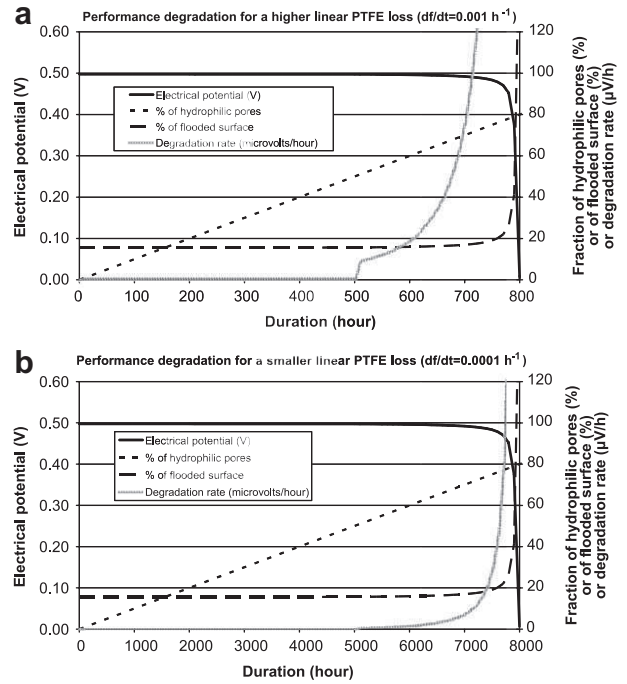 a
Performance degradation for a higher linear PTFE loss (df/dt=0.001 h⁻¹)
0.60
0.50
0.40
0.30
0.20
0.10
0.00
Electrical potential (V)
Electrical potential (V)
% of hydrophilic pores
% of flooded surface
Degradation rate (microvolts/hour)
120
100
80
60
40
20
0
Fraction of hydrophilic pores (%)
or of flooded surface (%)
or degradation rate (µV/h)
0 100 200 300 400 500 600 700 800
Duration (hour)
b
Performance degradation for a smaller linear PTFE loss (df/dt=0.0001 h⁻¹)
0.60
0.50
0.40
0.30
0.20
0.10
0.00
Electrical potential (V)
Electrical potential (V)
% of hydrophilic pores
% of flooded surface
Degradation rate (microvolts/hour)
120
100
80
60
40
20
0
Fraction of hydrophilic pores (%)
or of flooded surface (%)
or degradation rate (µV/h)
0 1000 2000 3000 4000 5000 6000 7000 8000
Duration (hour)